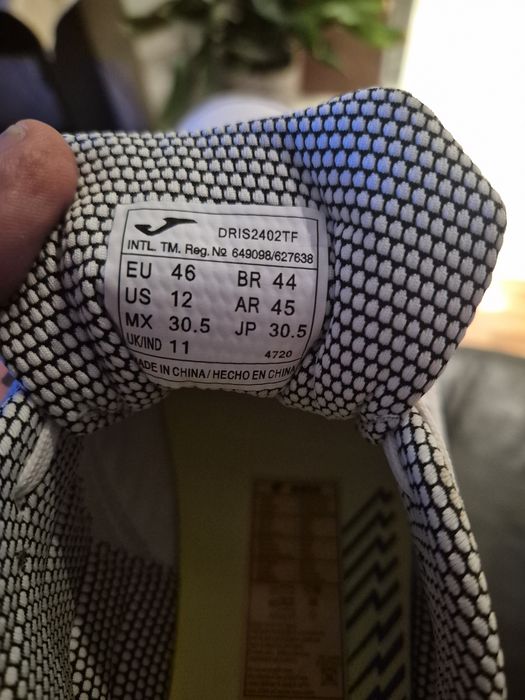 DRIS2402TF
INTL. TM. Reg. Nº 649098/627638
EU 46 BR 44
US 12 AR 45
MX 30.5 JP 30.5
UK/IND 11 4720
MADE IN CHINA / HECHO EN CHINA